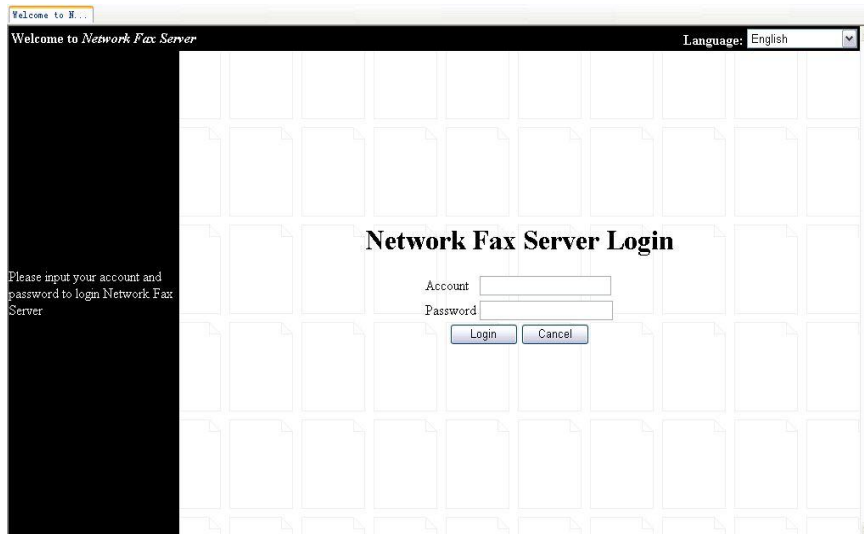 Welcome to N...
Welcome to Network Fax Server
Language: English
Please input your account and
password to login Network Fax
Server
Network Fax Server Login
Account
Password
Login Cancel